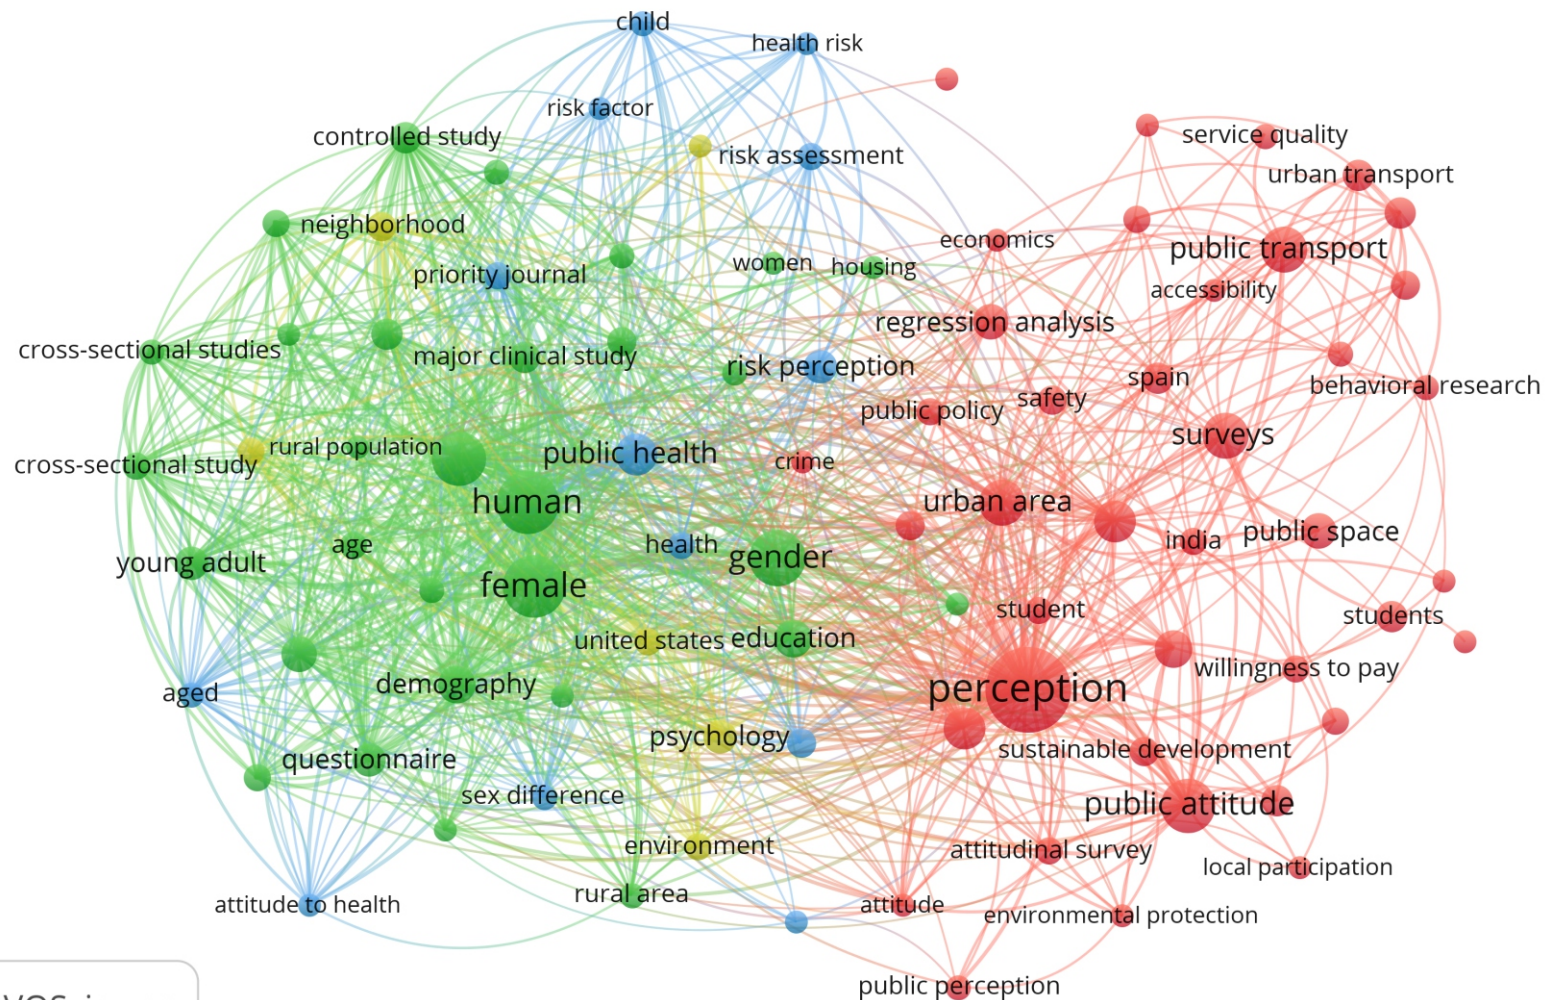 child
health risk
risk factor
controlled study
service quality
risk assessment
urban transport
neighborhood
economics
public transport
women
housing
priority journal
accessibility
regression analysis
cross-sectional studies
major clinical study
risk perception
spain
behavioral research
safety
public policy
surveys
rural population
public health
cross-sectional study
crime
human
urban area
public space
india
age
health
gender
young adult
female
student
students
united states
education
willingness to pay
demography
perception
aged
psychology
sustainable development
questionnaire
sex difference
public attitude
environment
attitudinal survey
local participation
rural area
attitude to health
attitude
environmental protection
public perception